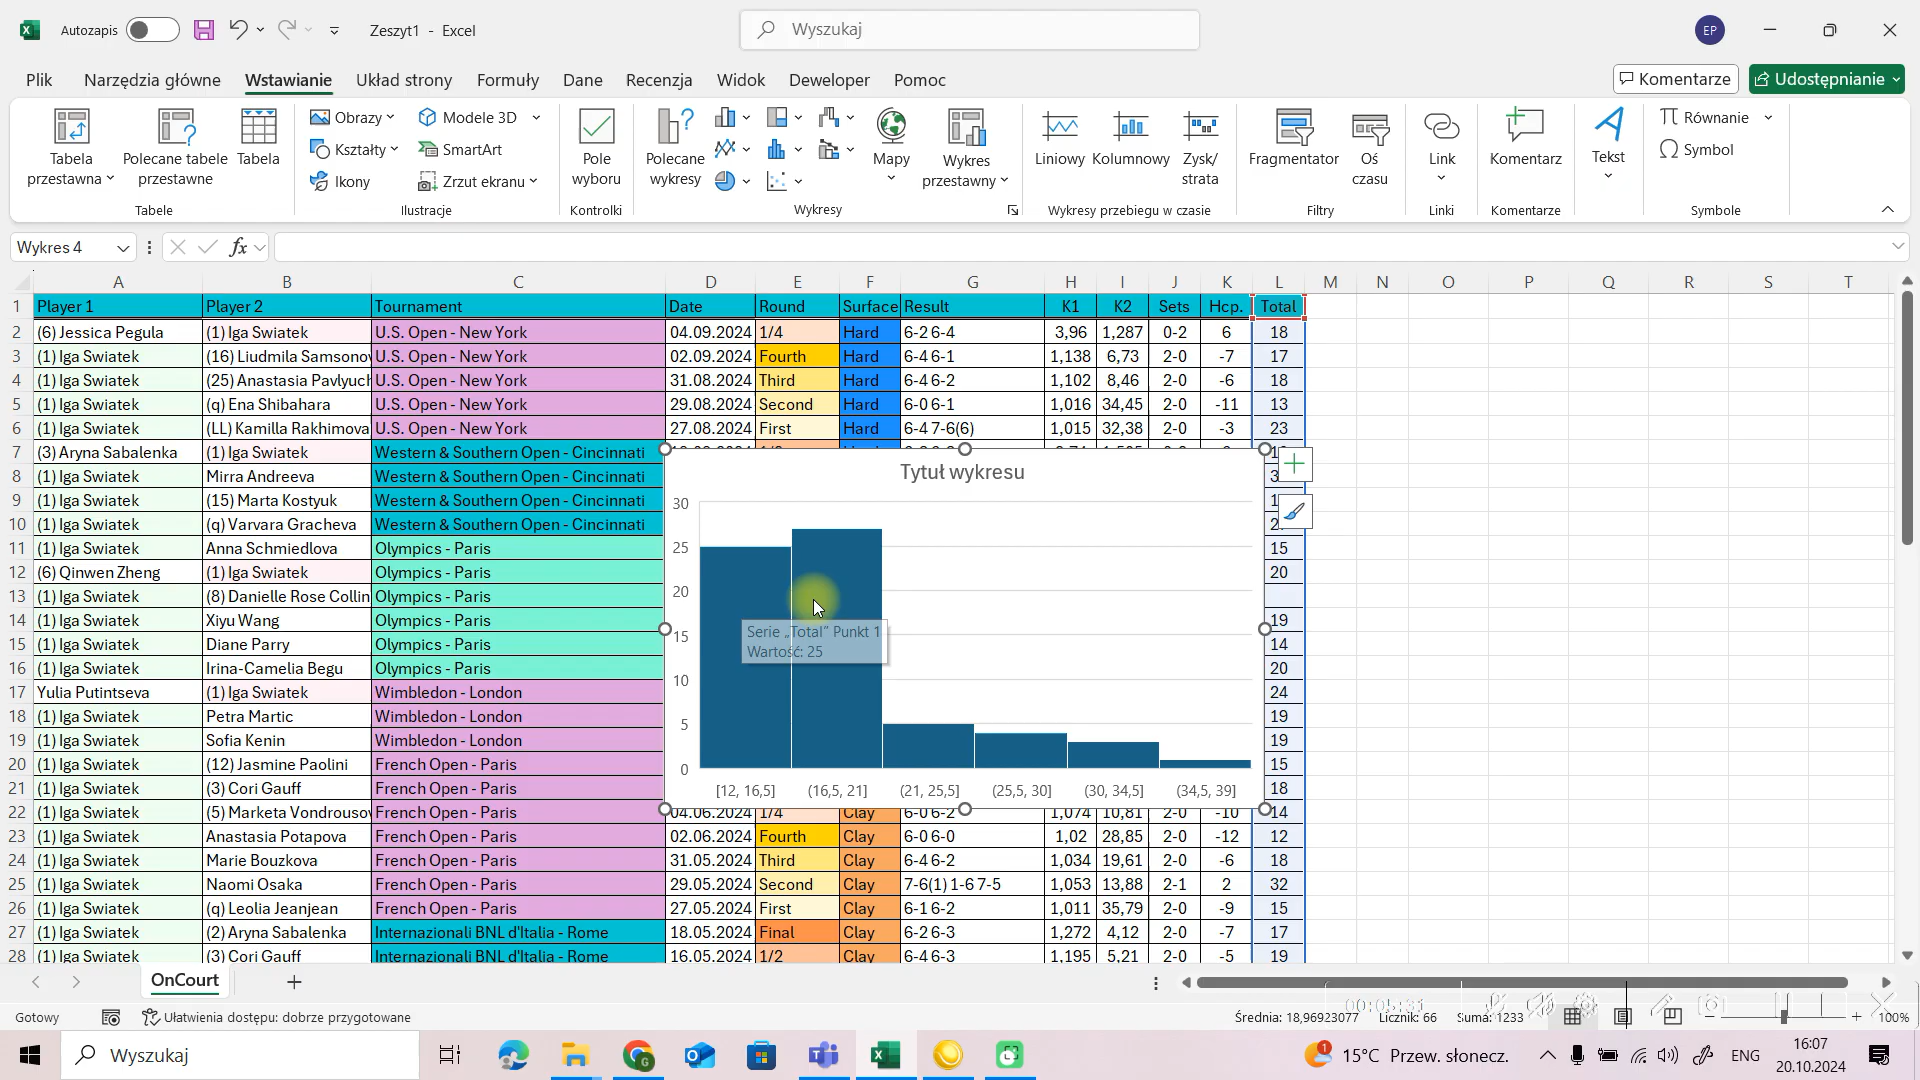 Autozapis Zeszyt1 - Excel Wyszukaj EP
Plik Narzędzia główne Wstawianie Układ strony Formuły Dane Recenzja Widok Deweloper Pomoc Komentarze Udostępnianie
Tabela przestawna Polecane tabele przestawne Tabela Obrazy Kształty Ikony Modele 3D SmartArt Zrzut ekranu Pole wyboru Polecane wykresy Mapy Wykres przestawny Liniowy Kolumnowy Zysk/strata Fragmentator Oś czasu Link Komentarz Tekst Równanie Symbol
Tabele Ilustracje Kontrolki Wykresy Wykresy przebiegu w czasie Filtry Linki Komentarze Symbole
Wykres 4 fx
A B C D E F G H I J K L M N O P Q R S T
1 Player 1 Player 2 Tournament Date Round Surface Result K1 K2 Sets Hcp. Total
2 (6) Jessica Pegula (1) Iga Swiatek U.S. Open - New York 04.09.2024 1/4 Hard 6-2 6-4 3,96 1,287 0-2 6 18
3 (1) Iga Swiatek (16) Liudmila Samsonov U.S. Open - New York 02.09.2024 Fourth Hard 6-4 6-1 1,138 6,73 2-0 -7 17
4 (1) Iga Swiatek (25) Anastasia Pavlyuch U.S. Open - New York 31.08.2024 Third Hard 6-4 6-2 1,102 8,46 2-0 -6 18
5 (1) Iga Swiatek (q) Ena Shibahara U.S. Open - New York 29.08.2024 Second Hard 6-0 6-1 1,016 34,45 2-0 -11 13
6 (1) Iga Swiatek (LL) Kamilla Rakhimova U.S. Open - New York 27.08.2024 First Hard 6-4 7-6(6) 1,015 32,38 2-0 -3 23
7 (3) Aryna Sabalenka (1) Iga Swiatek Western & Southern Open - Cincinnati
8 (1) Iga Swiatek Mirra Andreeva Western & Southern Open - Cincinnati
9 (1) Iga Swiatek (15) Marta Kostyuk Western & Southern Open - Cincinnati
10 (1) Iga Swiatek (q) Varvara Gracheva Western & Southern Open - Cincinnati
11 (1) Iga Swiatek Anna Schmiedlova Olympics - Paris 15
12 (6) Qinwen Zheng (1) Iga Swiatek Olympics - Paris 20
13 (1) Iga Swiatek (8) Danielle Rose Collin Olympics - Paris
14 (1) Iga Swiatek Xiyu Wang Olympics - Paris 19
15 (1) Iga Swiatek Diane Parry Olympics - Paris 14
16 (1) Iga Swiatek Irina-Camelia Begu Olympics - Paris 20
17 Yulia Putintseva (1) Iga Swiatek Wimbledon - London 24
18 (1) Iga Swiatek Petra Martic Wimbledon - London 19
19 (1) Iga Swiatek Sofia Kenin Wimbledon - London 19
20 (1) Iga Swiatek (12) Jasmine Paolini French Open - Paris 15
21 (1) Iga Swiatek (3) Cori Gauff French Open - Paris 18
22 (1) Iga Swiatek (5) Marketa Vondrousov French Open - Paris 04.06.2024 1/4 Clay 6-0 6-2 1,074 10,81 2-0 -10 14
23 (1) Iga Swiatek Anastasia Potapova French Open - Paris 02.06.2024 Fourth Clay 6-0 6-0 1,02 28,85 2-0 -12 12
24 (1) Iga Swiatek Marie Bouzkova French Open - Paris 31.05.2024 Third Clay 6-4 6-2 1,034 19,61 2-0 -6 18
25 (1) Iga Swiatek Naomi Osaka French Open - Paris 29.05.2024 Second Clay 7-6(1) 1-6 7-5 1,053 13,88 2-1 2 32
26 (1) Iga Swiatek (q) Leolia Jeanjean French Open - Paris 27.05.2024 First Clay 6-1 6-2 1,011 35,79 2-0 -9 15
27 (1) Iga Swiatek (2) Aryna Sabalenka Internazionali BNL d'Italia - Rome 18.05.2024 Final Clay 6-2 6-3 1,272 4,12 2-0 -7 17
28 (1) Iga Swiatek (3) Cori Gauff Internazionali BNL d'Italia - Rome 16.05.2024 1/2 Clay 6-4 6-3 1,195 5,21 2-0 -5 19
Tytuł wykresu
30
25
20
15
10
5
0
Serie „Total" Punkt 1
Wartość: 25
[12, 16,5] (16,5, 21] (21, 25,5] (25,5, 30] (30, 34,5] (34,5, 39]
OnCourt
Gotowy Ułatwienia dostępu: dobrze przygotowane Średnia: 18,96923077 Licznik: 66 Suma: 1233 100%
00:05:31
Wyszukaj 15°C Przew. słonecz. ENG 16:07
20.10.2024